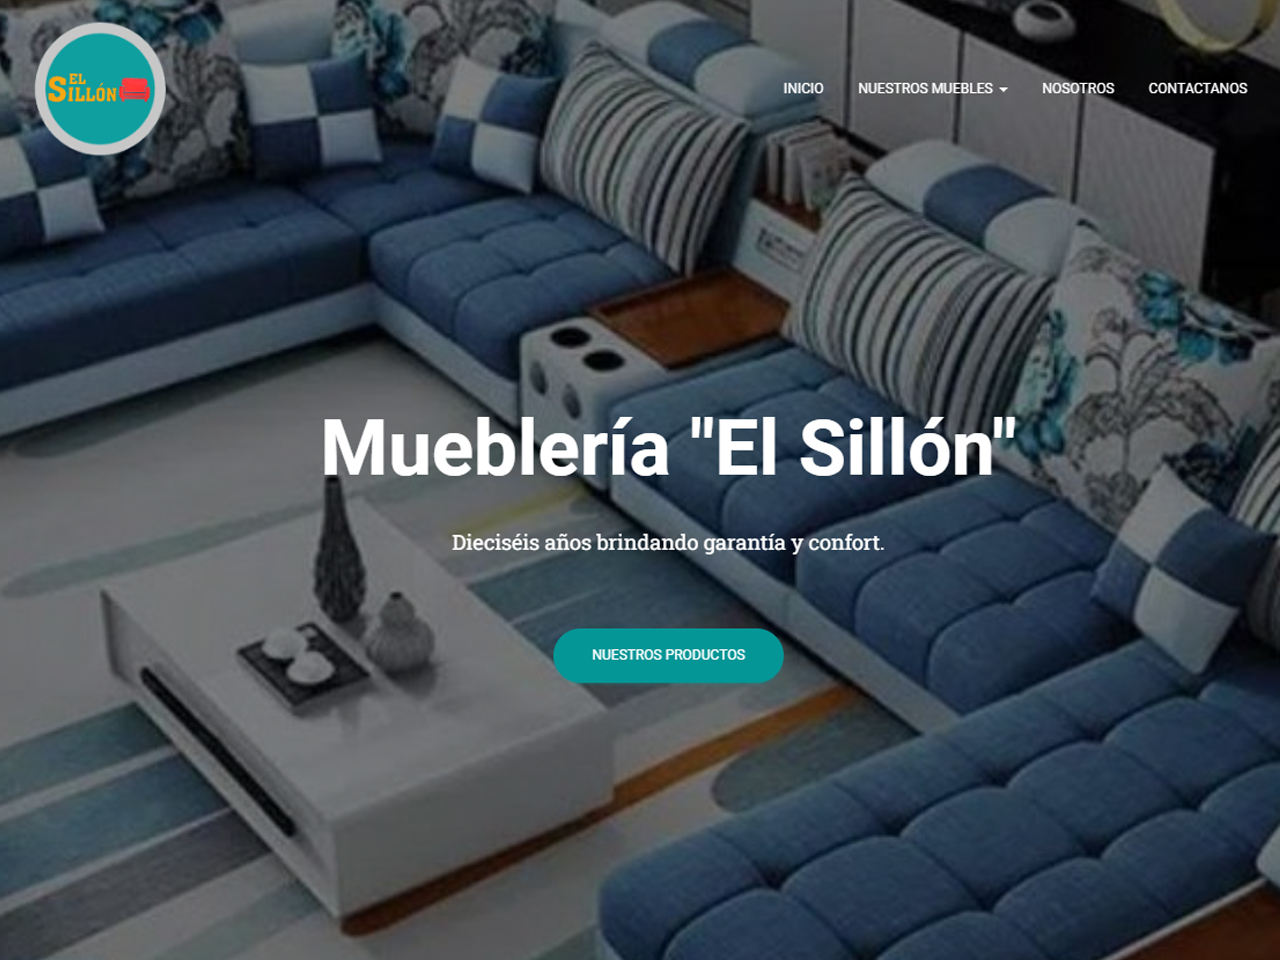 EL
SILLÓN
INICIO
NUESTROS MUEBLES
NOSOTROS
CONTACTANOS
Mueblería "El Sillón"
Dieciséis años brindando garantía y confort.
NUESTROS PRODUCTOS